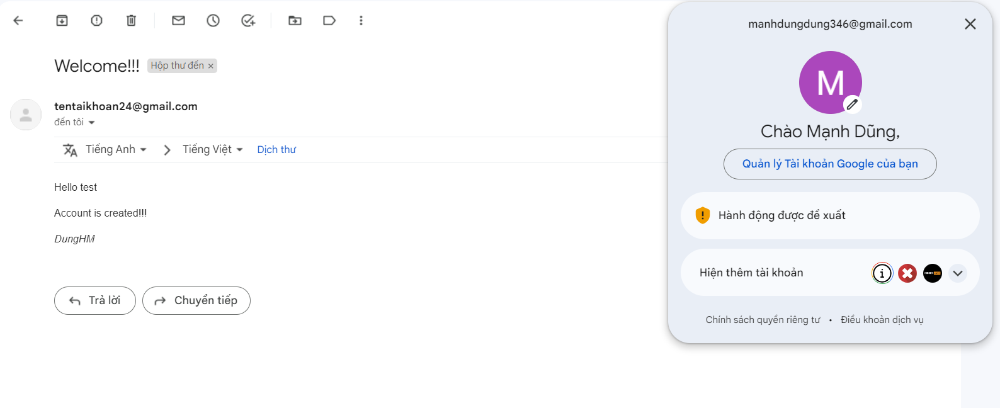 Welcome!!! Hộp thư đến ×
tentaikhoan24@gmail.com
đến tôi
Tiếng Anh > Tiếng Việt Dịch thư
Hello test
Account is created!!!
DungHM
Trả lời Chuyển tiếp
manhdungdung346@gmail.com
M
Chào Mạnh Dũng,
Quản lý Tài khoản Google của bạn
Hành động được đề xuất
Hiện thêm tài khoản
Chính sách quyền riêng tư • Điều khoản dịch vụ